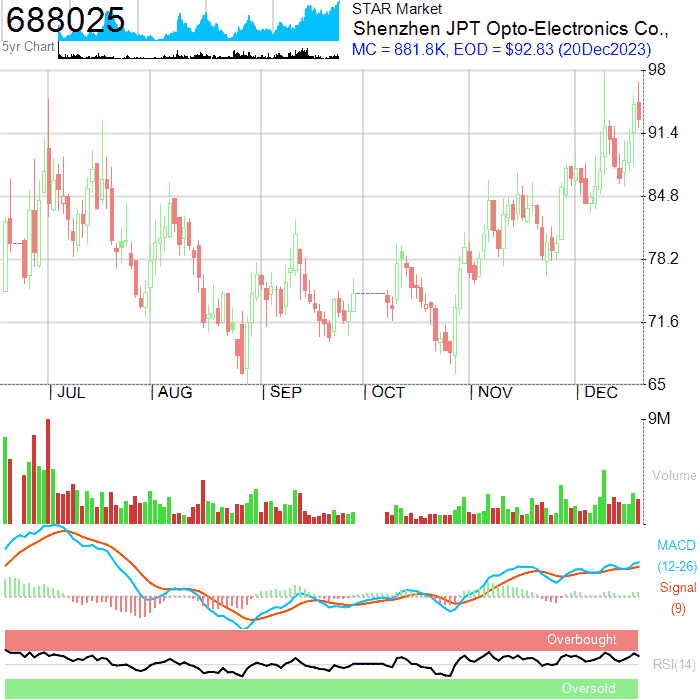 688025
5yr Chart
STAR Market
Shenzhen JPT Opto-Electronics Co.,
MC = 881.8K, EOD = $92.83 (20Dec2023)
98
91.4
84.8
78.2
71.6
65
JUL AUG SEP OCT NOV DEC
9M
Volume
MACD
(12-26)
Signal
(9)
Overbought
RSI(14)
Oversold